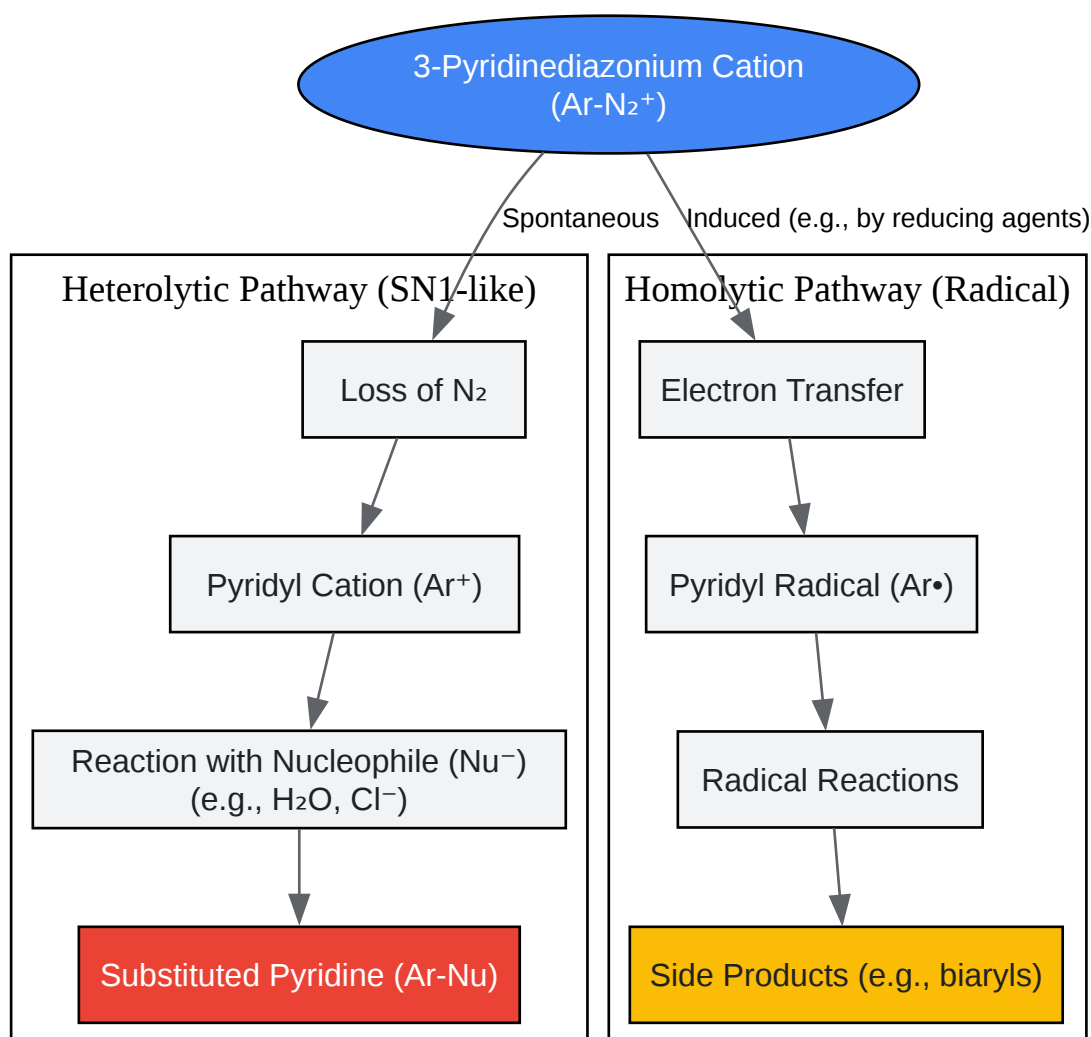 3-Pyridinediazonium Cation
(Ar-N₂⁺)
Spontaneous
Induced (e.g., by reducing agents)
Heterolytic Pathway (SN1-like)
Loss of N₂
Pyridyl Cation (Ar⁺)
Reaction with Nucleophile (Nu⁻)
(e.g., H₂O, Cl⁻)
Substituted Pyridine (Ar-Nu)
Homolytic Pathway (Radical)
Electron Transfer
Pyridyl Radical (Ar•)
Radical Reactions
Side Products (e.g., biaryls)